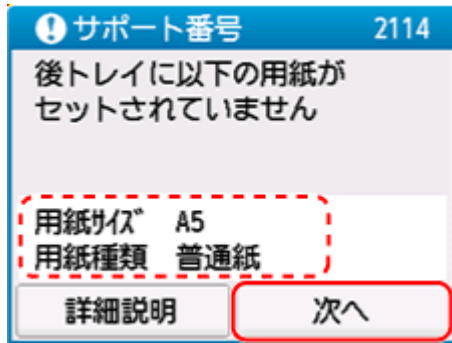 サポート番号 2114
後トレイに以下の用紙が
セットされていません
用紙ｻｲｽﾞ A5
用紙種類 普通紙
詳細説明 次へ